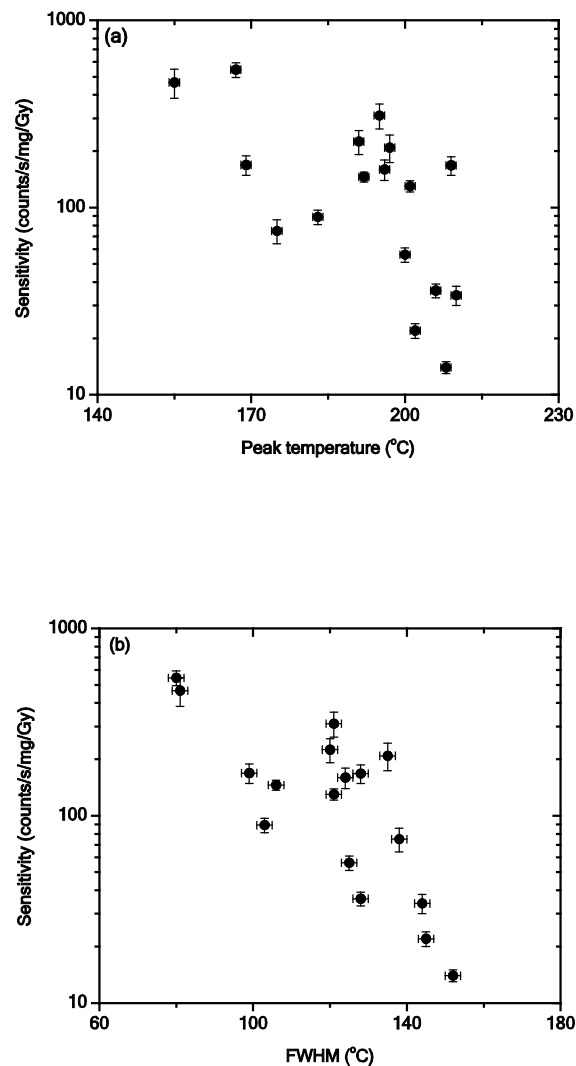 (a)
1000
100
10
Sensitivity (counts/s/mg/Gy)
140 170 200 230
Peak temperature (°C)
(b)
1000
100
10
Sensitivity (counts/s/mg/Gy)
60 100 140 180
FWHM (°C)